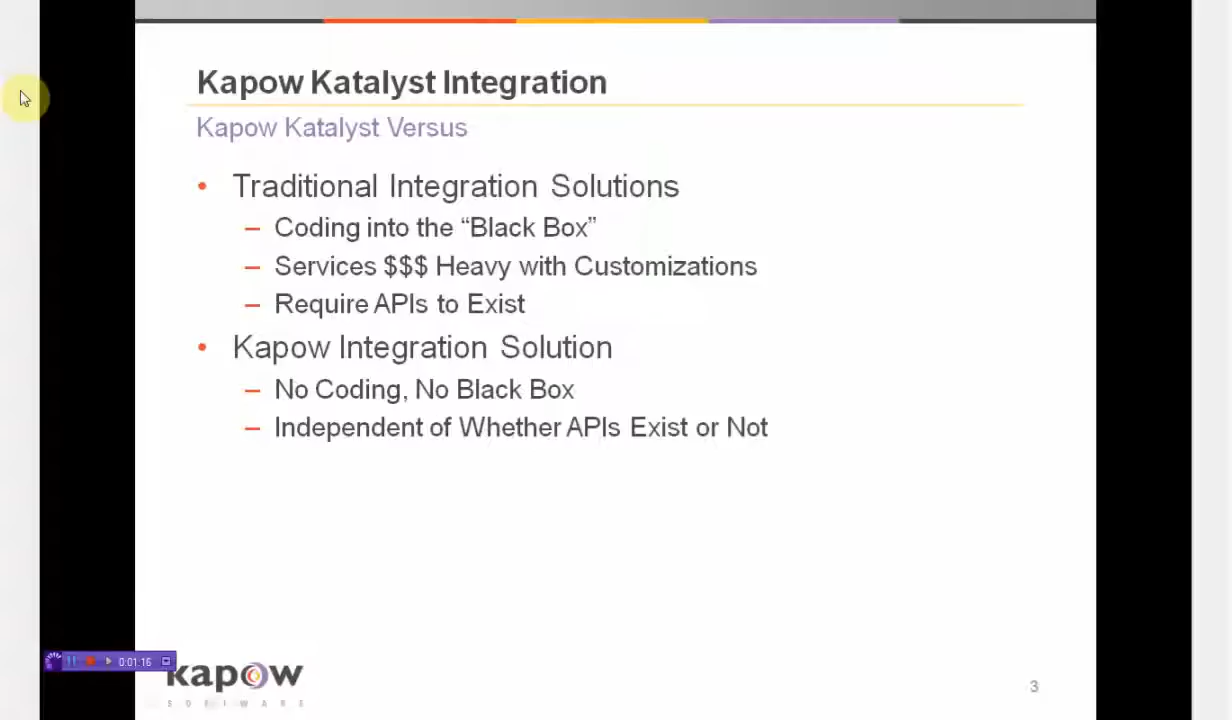 Kapow Katalyst Integration
Kapow Katalyst Versus
• Traditional Integration Solutions
– Coding into the “Black Box”
– Services $$$ Heavy with Customizations
– Require APIs to Exist
• Kapow Integration Solution
– No Coding, No Black Box
– Independent of Whether APIs Exist or Not
0:01:16
kapow
SOFTWARE
3